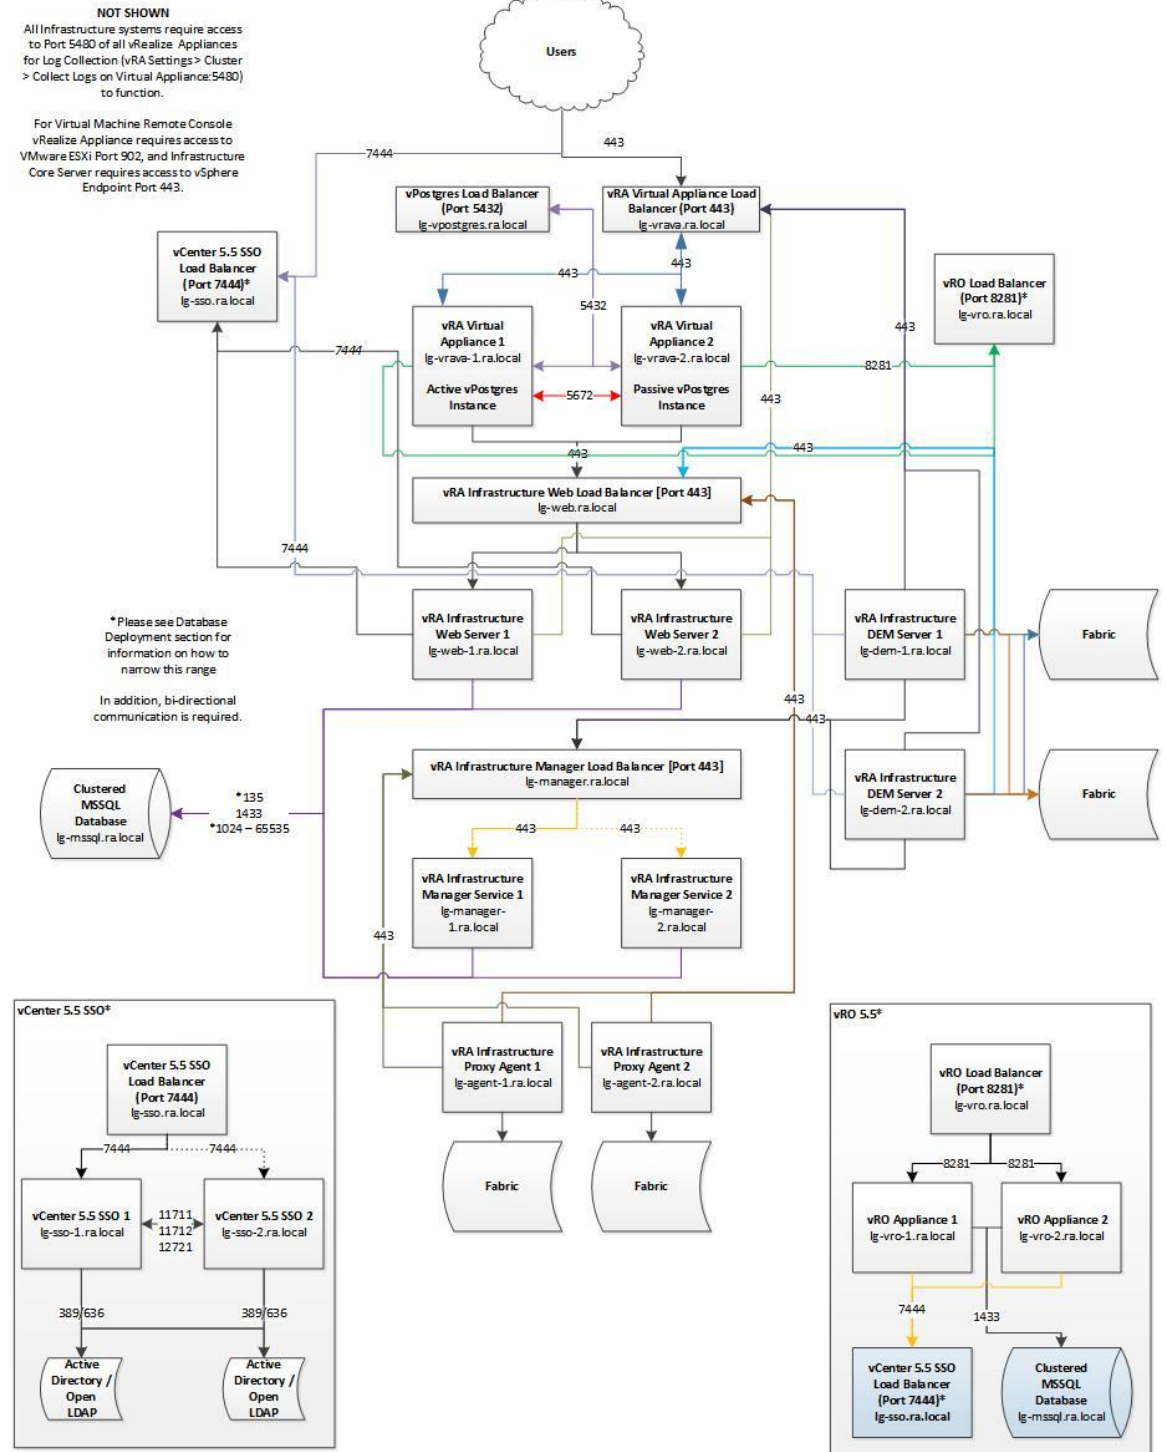 NOT SHOWN
All Infrastructure systems require access
to Port 5480 of all vRealize Appliances
for Log Collection (vRA Settings > Cluster
> Collect Logs on Virtual Appliance:5480)
to function.
For Virtual Machine Remote Console
vRealize Appliance requires access to
VMware ESXi Port 902, and Infrastructure
Core Server requires access to vSphere
Endpoint Port 443.
Users
7444
443
vPostgres Load Balancer
(Port 5432)
lg-vpostgres.ra.local
vRA Virtual Appliance Load
Balancer (Port 443)
lg-vrava.ra.local
vCenter 5.5 SSO
Load Balancer
(Port 7444)*
lg-sso.ra.local
443
443
5432
vRO Load Balancer
(Port 8281)*
lg-vro.ra.local
443
vRA Virtual
Appliance 1
lg-vrava-1.ra.local
Active vPostgres
Instance
vRA Virtual
Appliance 2
lg-vrava-2.ra.local
Passive vPostgres
Instance
7444
8281
5672
443
443
443
vRA Infrastructure Web Load Balancer [Port 443]
lg-web.ra.local
7444
vRA Infrastructure
Web Server 1
lg-web-1.ra.local
vRA Infrastructure
Web Server 2
lg-web-2.ra.local
vRA Infrastructure
DEM Server 1
lg-dem-1.ra.local
Fabric
*Please see Database
Deployment section for
information on how to
narrow this range
In addition, bi-directional
communication is required.
443
443
vRA Infrastructure Manager Load Balancer [Port 443]
lg-manager.ra.local
vRA Infrastructure
DEM Server 2
lg-dem-2.ra.local
Fabric
Clustered
MSSQL
Database
lg-mssql.ra.local
*135
1433
*1024 – 65535
443
443
vRA Infrastructure
Manager Service 1
lg-manager-
1.ra.local
vRA Infrastructure
Manager Service 2
lg-manager-
2.ra.local
443
vRA Infrastructure
Proxy Agent 1
lg-agent-1.ra.local
vRA Infrastructure
Proxy Agent 2
lg-agent-2.ra.local
Fabric
Fabric
vCenter 5.5 SSO*
vCenter 5.5 SSO
Load Balancer
(Port 7444)
lg-sso.ra.local
7444
7444
vCenter 5.5 SSO 1
lg-sso-1.ra.local
11711
11712
12721
vCenter 5.5 SSO 2
lg-sso-2.ra.local
389/636
389/636
Active
Directory /
Open
LDAP
Active
Directory /
Open
LDAP
vRO 5.5*
vRO Load Balancer
(Port 8281)*
lg-vro.ra.local
8281
8281
vRO Appliance 1
lg-vro-1.ra.local
vRO Appliance 2
lg-vro-2.ra.local
7444
1433
vCenter 5.5 SSO
Load Balancer
(Port 7444)*
lg-sso.ra.local
Clustered
MSSQL
Database
lg-mssql.ra.local